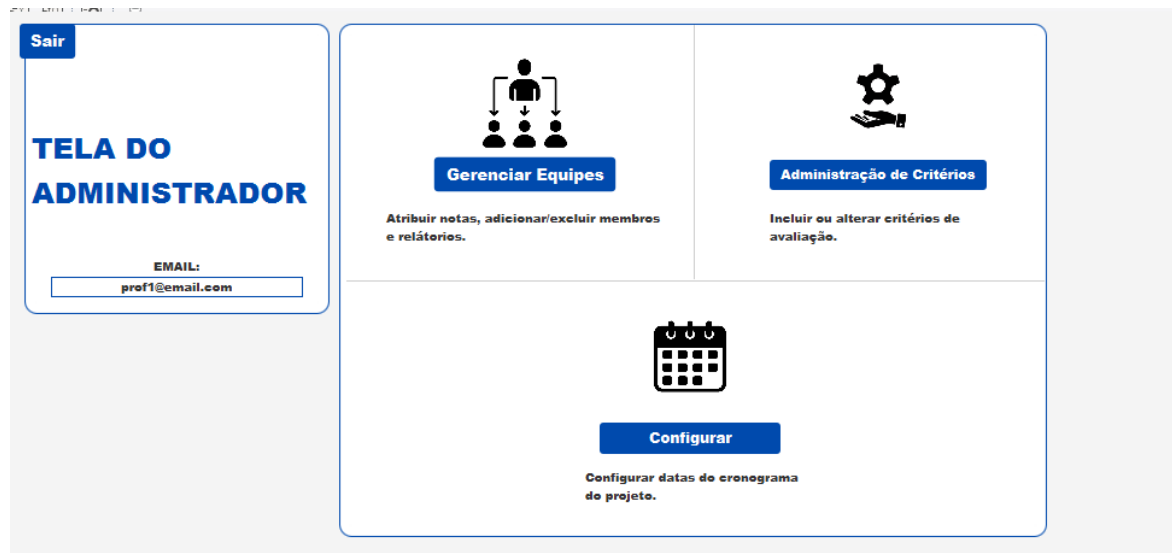 Sair
TELA DO
ADMINISTRADOR
EMAIL:
prof1@email.com
Gerenciar Equipes
Atribuir notas, adicionar/excluir membros
e relátorios.
Administração de Critérios
Incluir ou alterar critérios de
avaliação.
Configurar
Configurar datas do cronograma
do projeto.